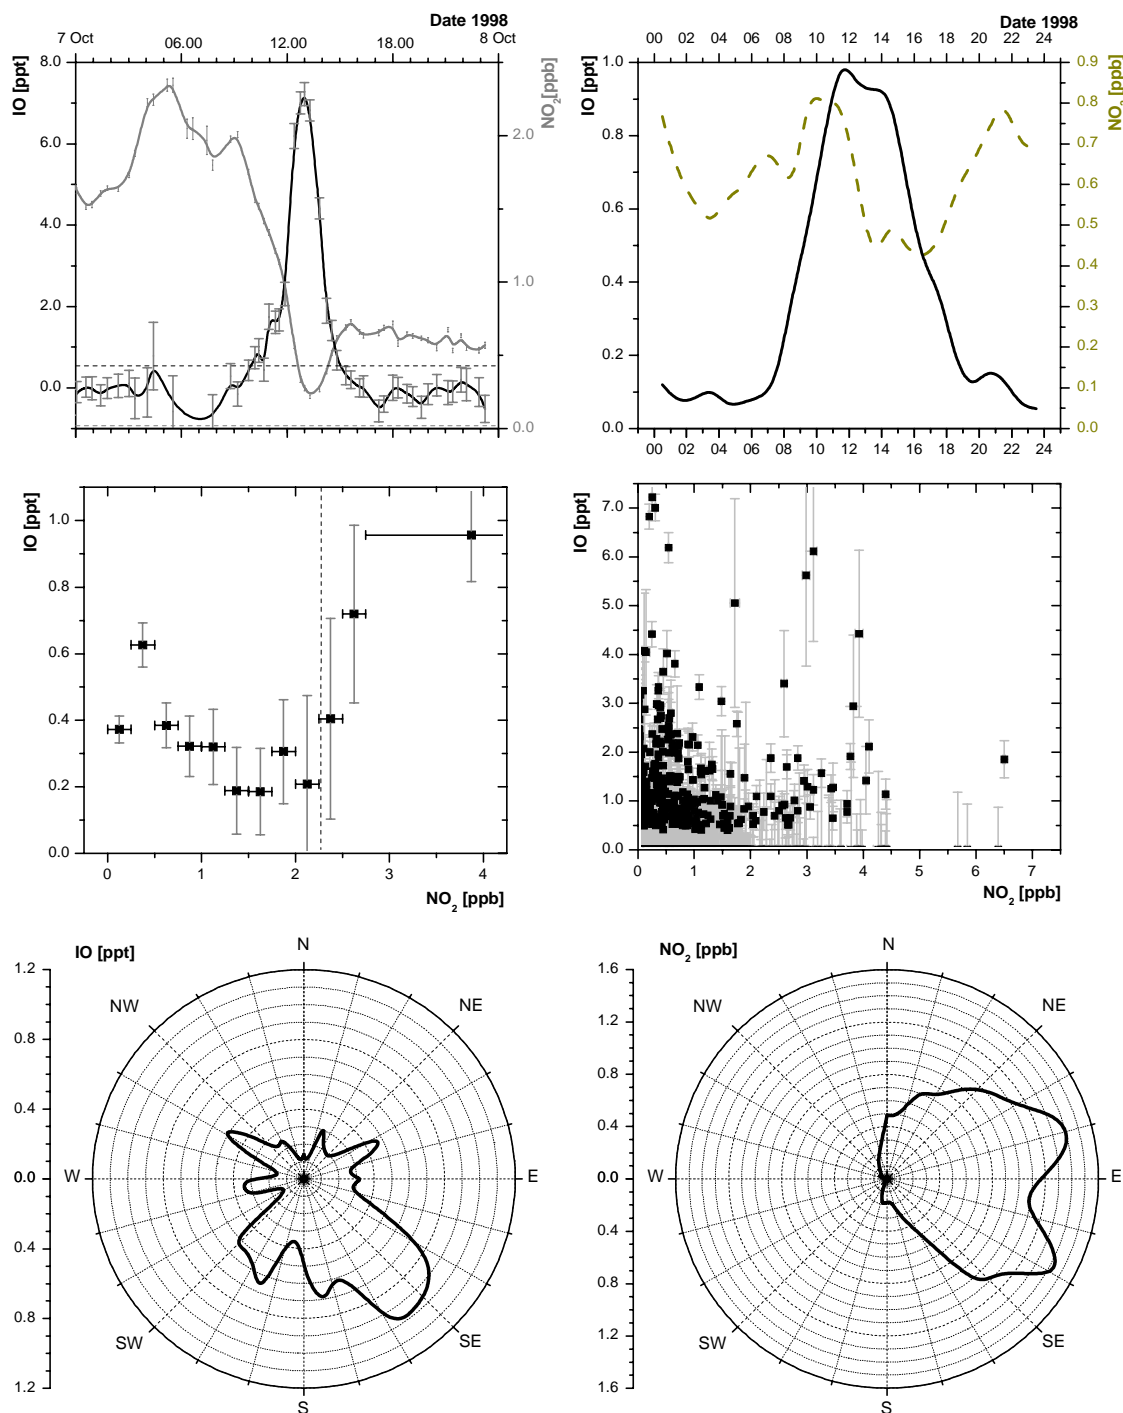 Date 1998
7 Oct 06.00 12.00 18.00 8 Oct
IO [ppt]
8.0
6.0
4.0
2.0
0.0
NO2[ppb]
2.0
1.0
0.0
Date 1998
00 02 04 06 08 10 12 14 16 18 20 22 24
IO [ppt]
1.0
0.8
0.6
0.4
0.2
0.0
NO2 [ppb]
0.9
0.8
0.7
0.6
0.5
0.4
0.3
0.2
0.1
0.0
00 02 04 06 08 10 12 14 16 18 20 22 24
IO [ppt]
1.0
0.8
0.6
0.4
0.2
0.0
0 1 2 3 4
NO2 [ppb]
IO [ppt]
7.0
6.0
5.0
4.0
3.0
2.0
1.0
0.0
0 1 2 3 4 5 6 7
NO2 [ppb]
IO [ppt]
1.2
0.8
0.4
0.0
0.4
0.8
1.2
N
NE
E
SE
S
SW
W
NW
NO2 [ppb]
1.6
1.2
0.8
0.4
0.0
0.4
0.8
1.2
1.6
N
NE
E
SE
S
SW
W
NW